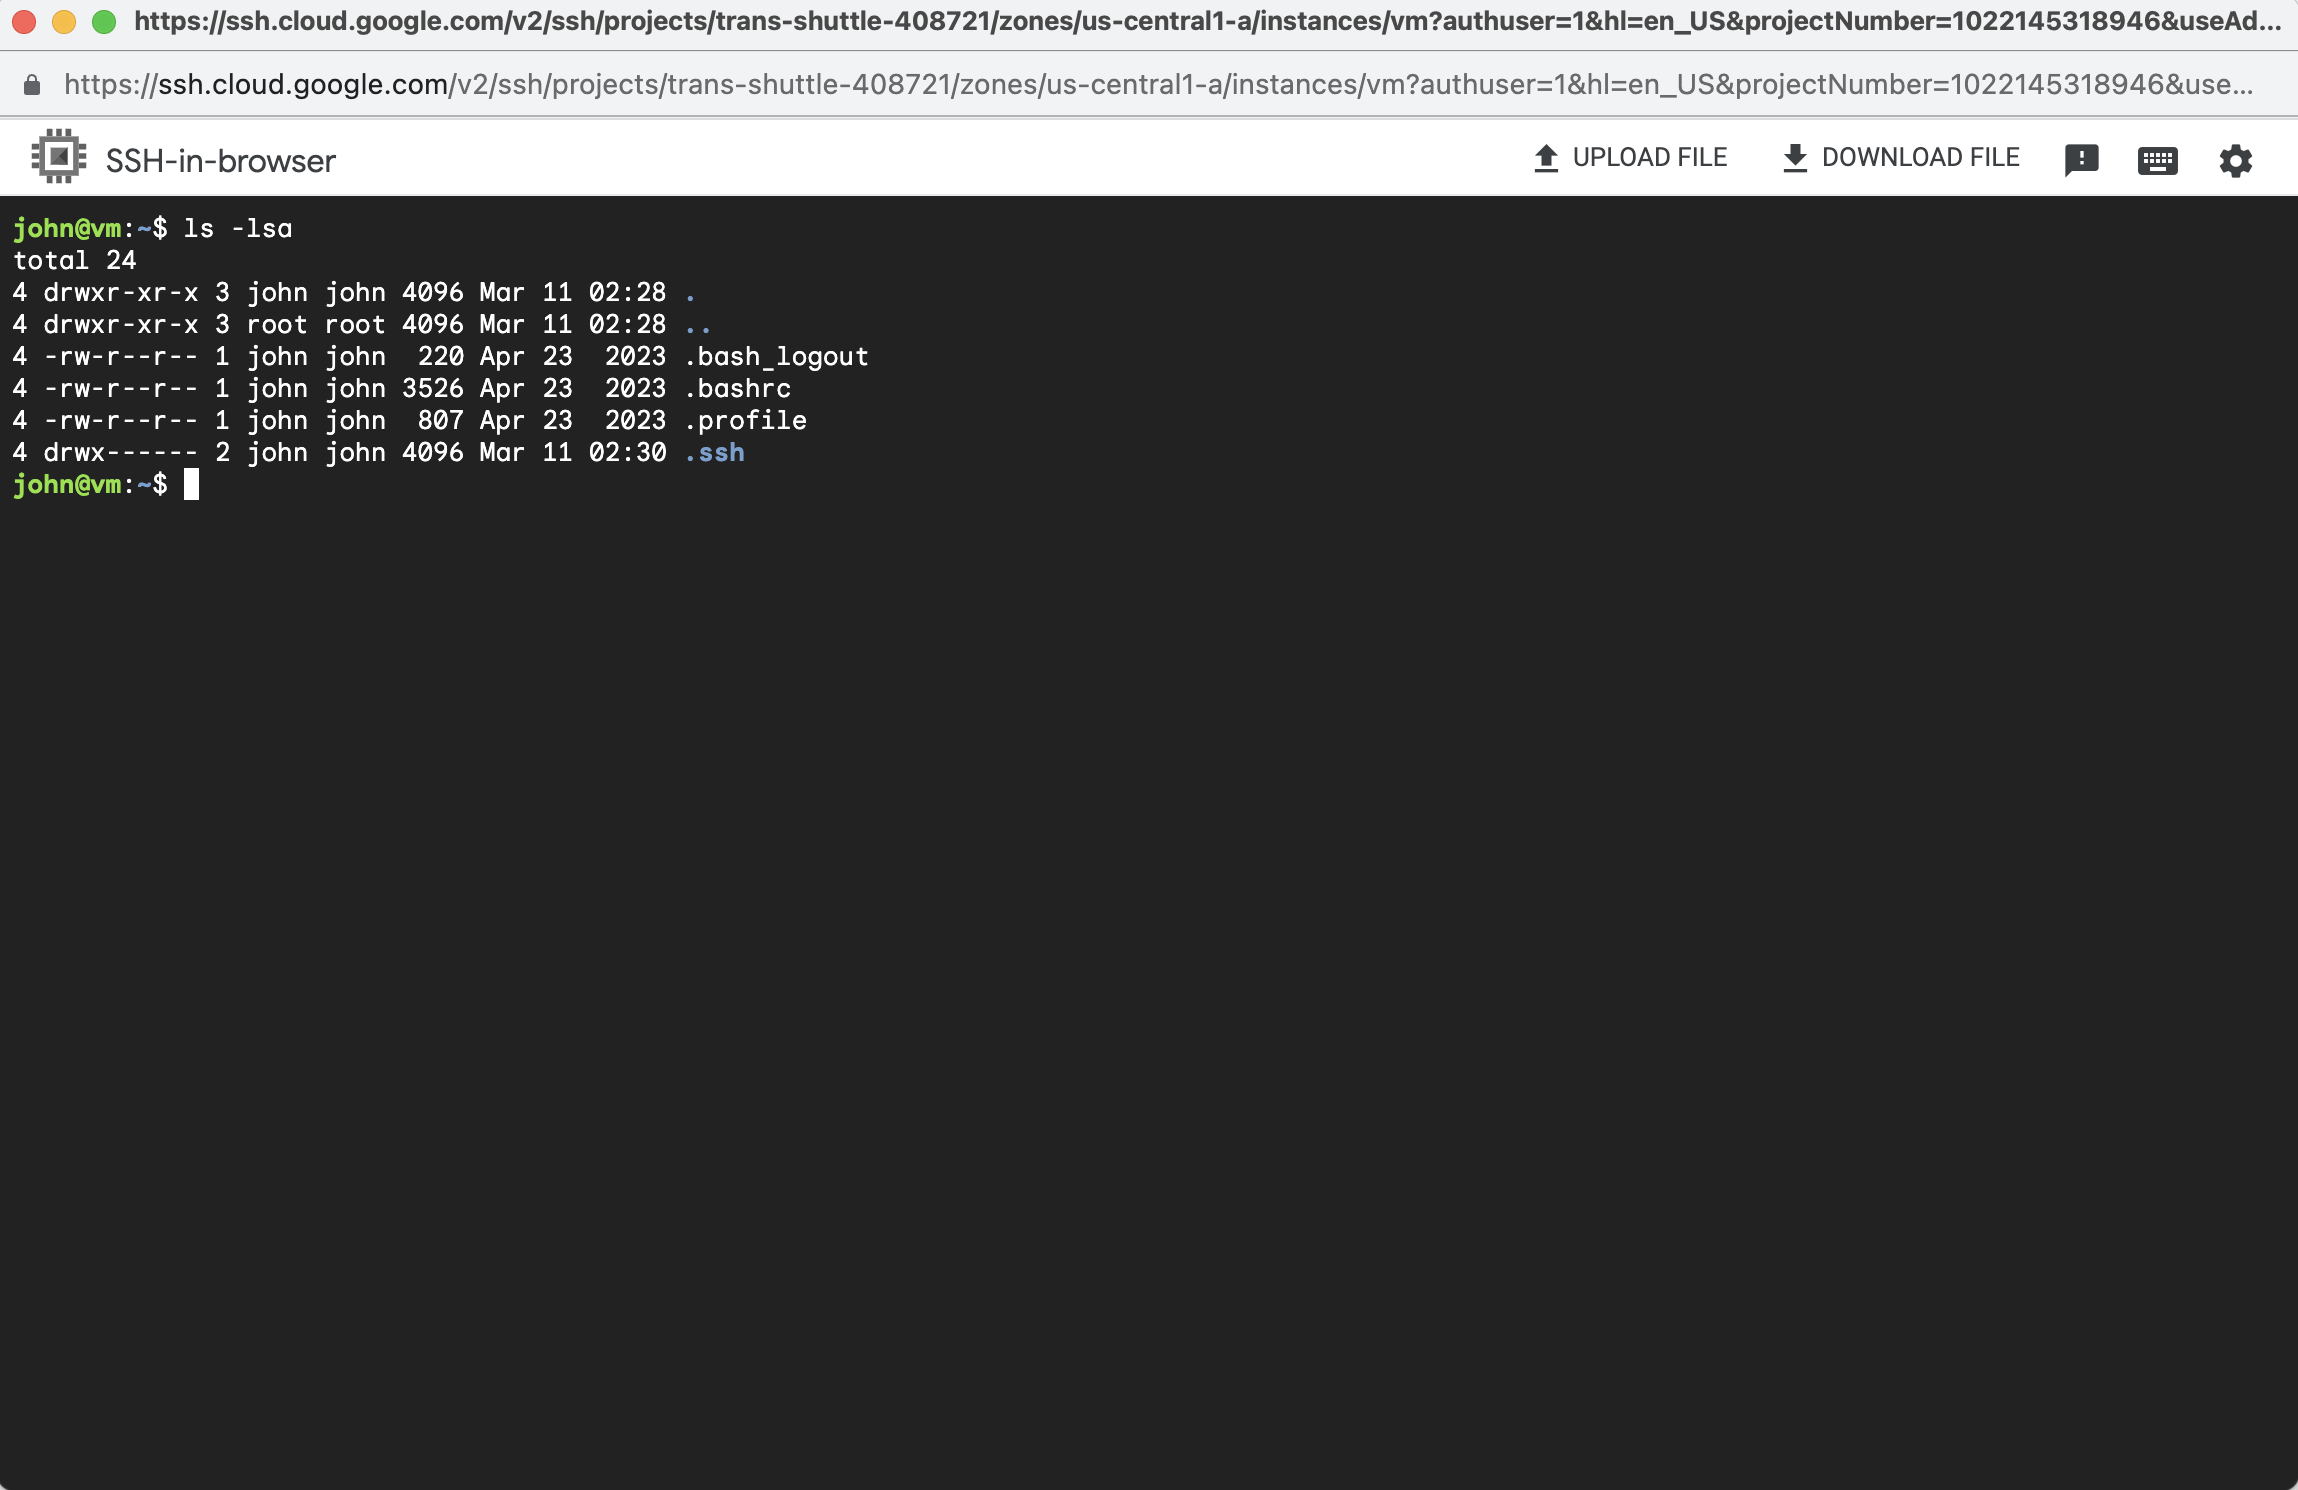 https://ssh.cloud.google.com/v2/ssh/projects/trans-shuttle-408721/zones/us-central1-a/instances/vm?authuser=1&hl=en_US&projectNumber=1022145318946&useAd...
https://ssh.cloud.google.com/v2/ssh/projects/trans-shuttle-408721/zones/us-central1-a/instances/vm?authuser=1&hl=en_US&projectNumber=1022145318946&use...
SSH-in-browser UPLOAD FILE DOWNLOAD FILE
john@vm:~$ ls -lsa
total 24
4 drwxr-xr-x 3 john john 4096 Mar 11 02:28 .
4 drwxr-xr-x 3 root root 4096 Mar 11 02:28 ..
4 -rw-r--r-- 1 john john  220 Apr 23  2023 .bash_logout
4 -rw-r--r-- 1 john john 3526 Apr 23  2023 .bashrc
4 -rw-r--r-- 1 john john  807 Apr 23  2023 .profile
4 drwx------ 2 john john 4096 Mar 11 02:30 .ssh
john@vm:~$